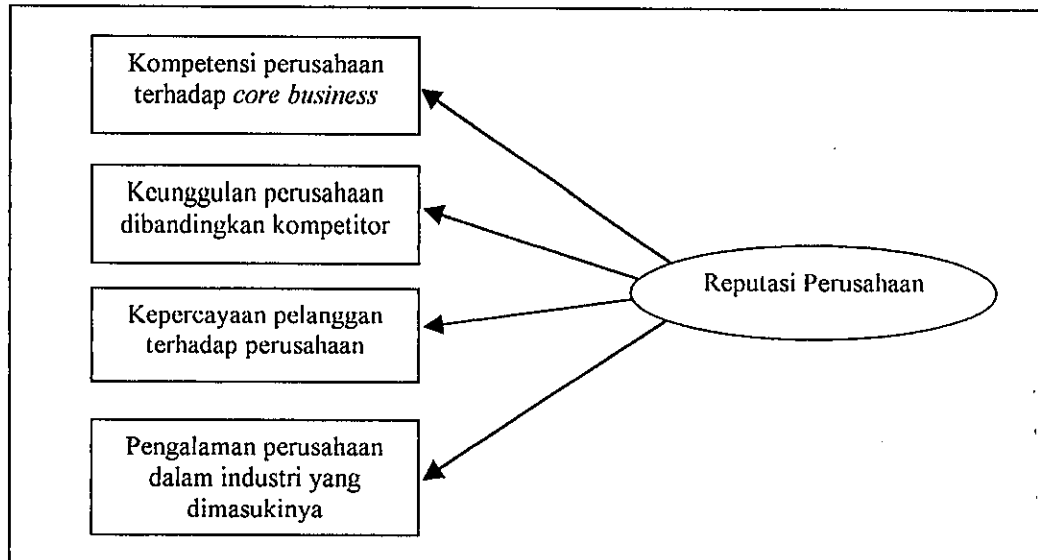 Kompetensi perusahaan
terhadap core business
Keunggulan perusahaan
dibandingkan kompetitor
Kepercayaan pelanggan
terhadap perusahaan
Pengalaman perusahaan
dalam industri yang
dimasukinya
Reputasi Perusahaan